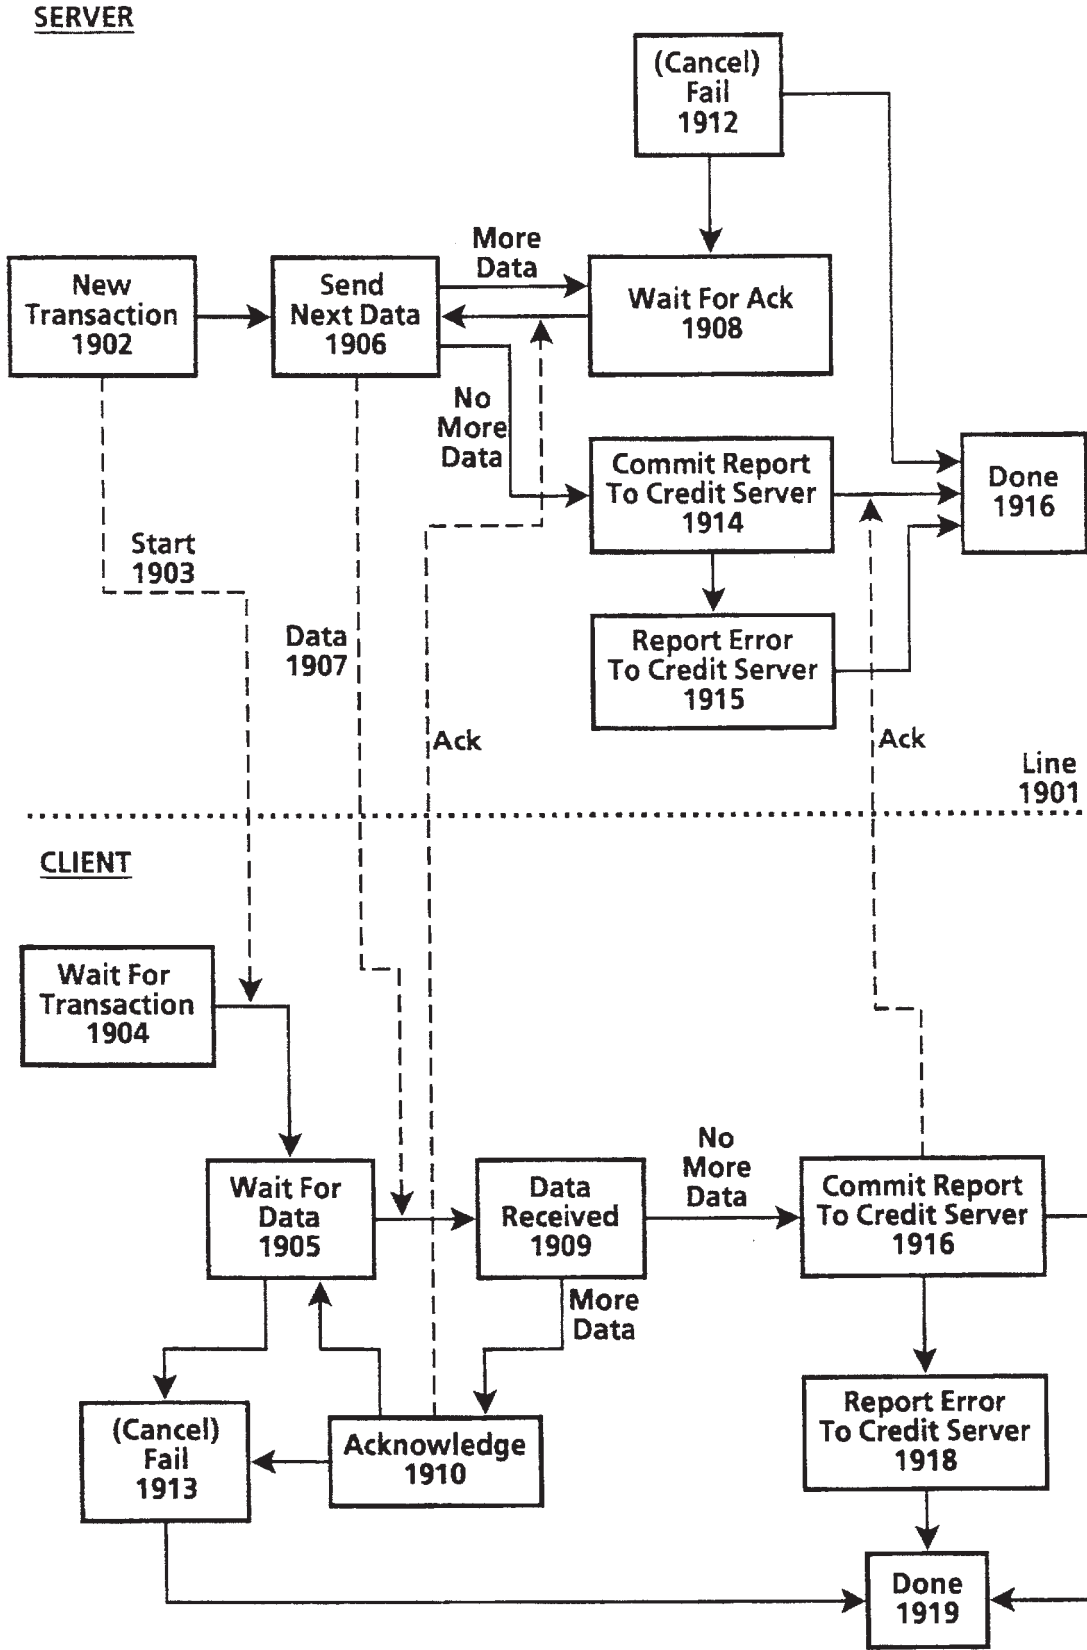 SERVER
(Cancel)
Fail
1912
More
Data
New
Transaction
1902
Send
Next Data
1906
Wait For Ack
1908
No
More
Data
Commit Report
To Credit Server
1914
Done
1916
Start
1903
Data
1907
Report Error
To Credit Server
1915
Ack
Ack
Line
1901
CLIENT
Wait For
Transaction
1904
No
More
Data
Wait For
Data
1905
Data
Received
1909
Commit Report
To Credit Server
1916
More
Data
(Cancel)
Fail
1913
Acknowledge
1910
Report Error
To Credit Server
1918
Done
1919